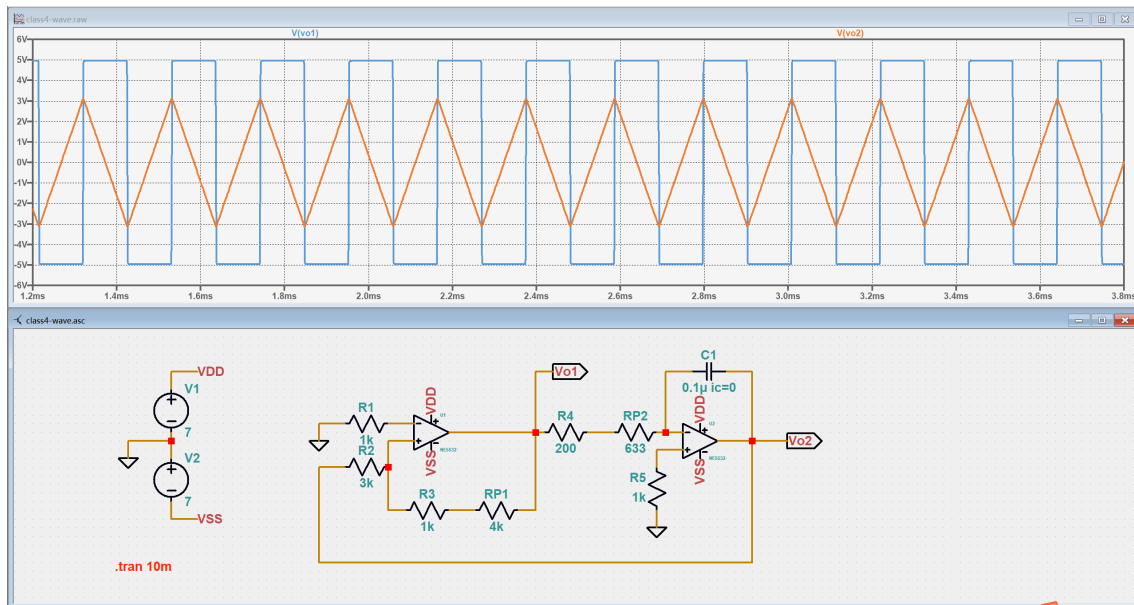 class4-wave.raw
V(vo1)
V(vo2)
6V
5V
4V
3V
2V
1V
0V
-1V
-2V
-3V
-4V
-5V
-6V
1.2ms
1.4ms
1.6ms
1.8ms
2.0ms
2.2ms
2.4ms
2.6ms
2.8ms
3.0ms
3.2ms
3.4ms
3.6ms
3.8ms
class4-wave.asc
VDD
V1
7
V2
7
VSS
.tran 10m
R1
1k
R2
3k
VDD
U1
VSS
R3
1k
RP1
4k
Vo1
R4
200
RP2
633
C1
0.1µ ic=0
VDD
U2
VSS
R5
1k
Vo2